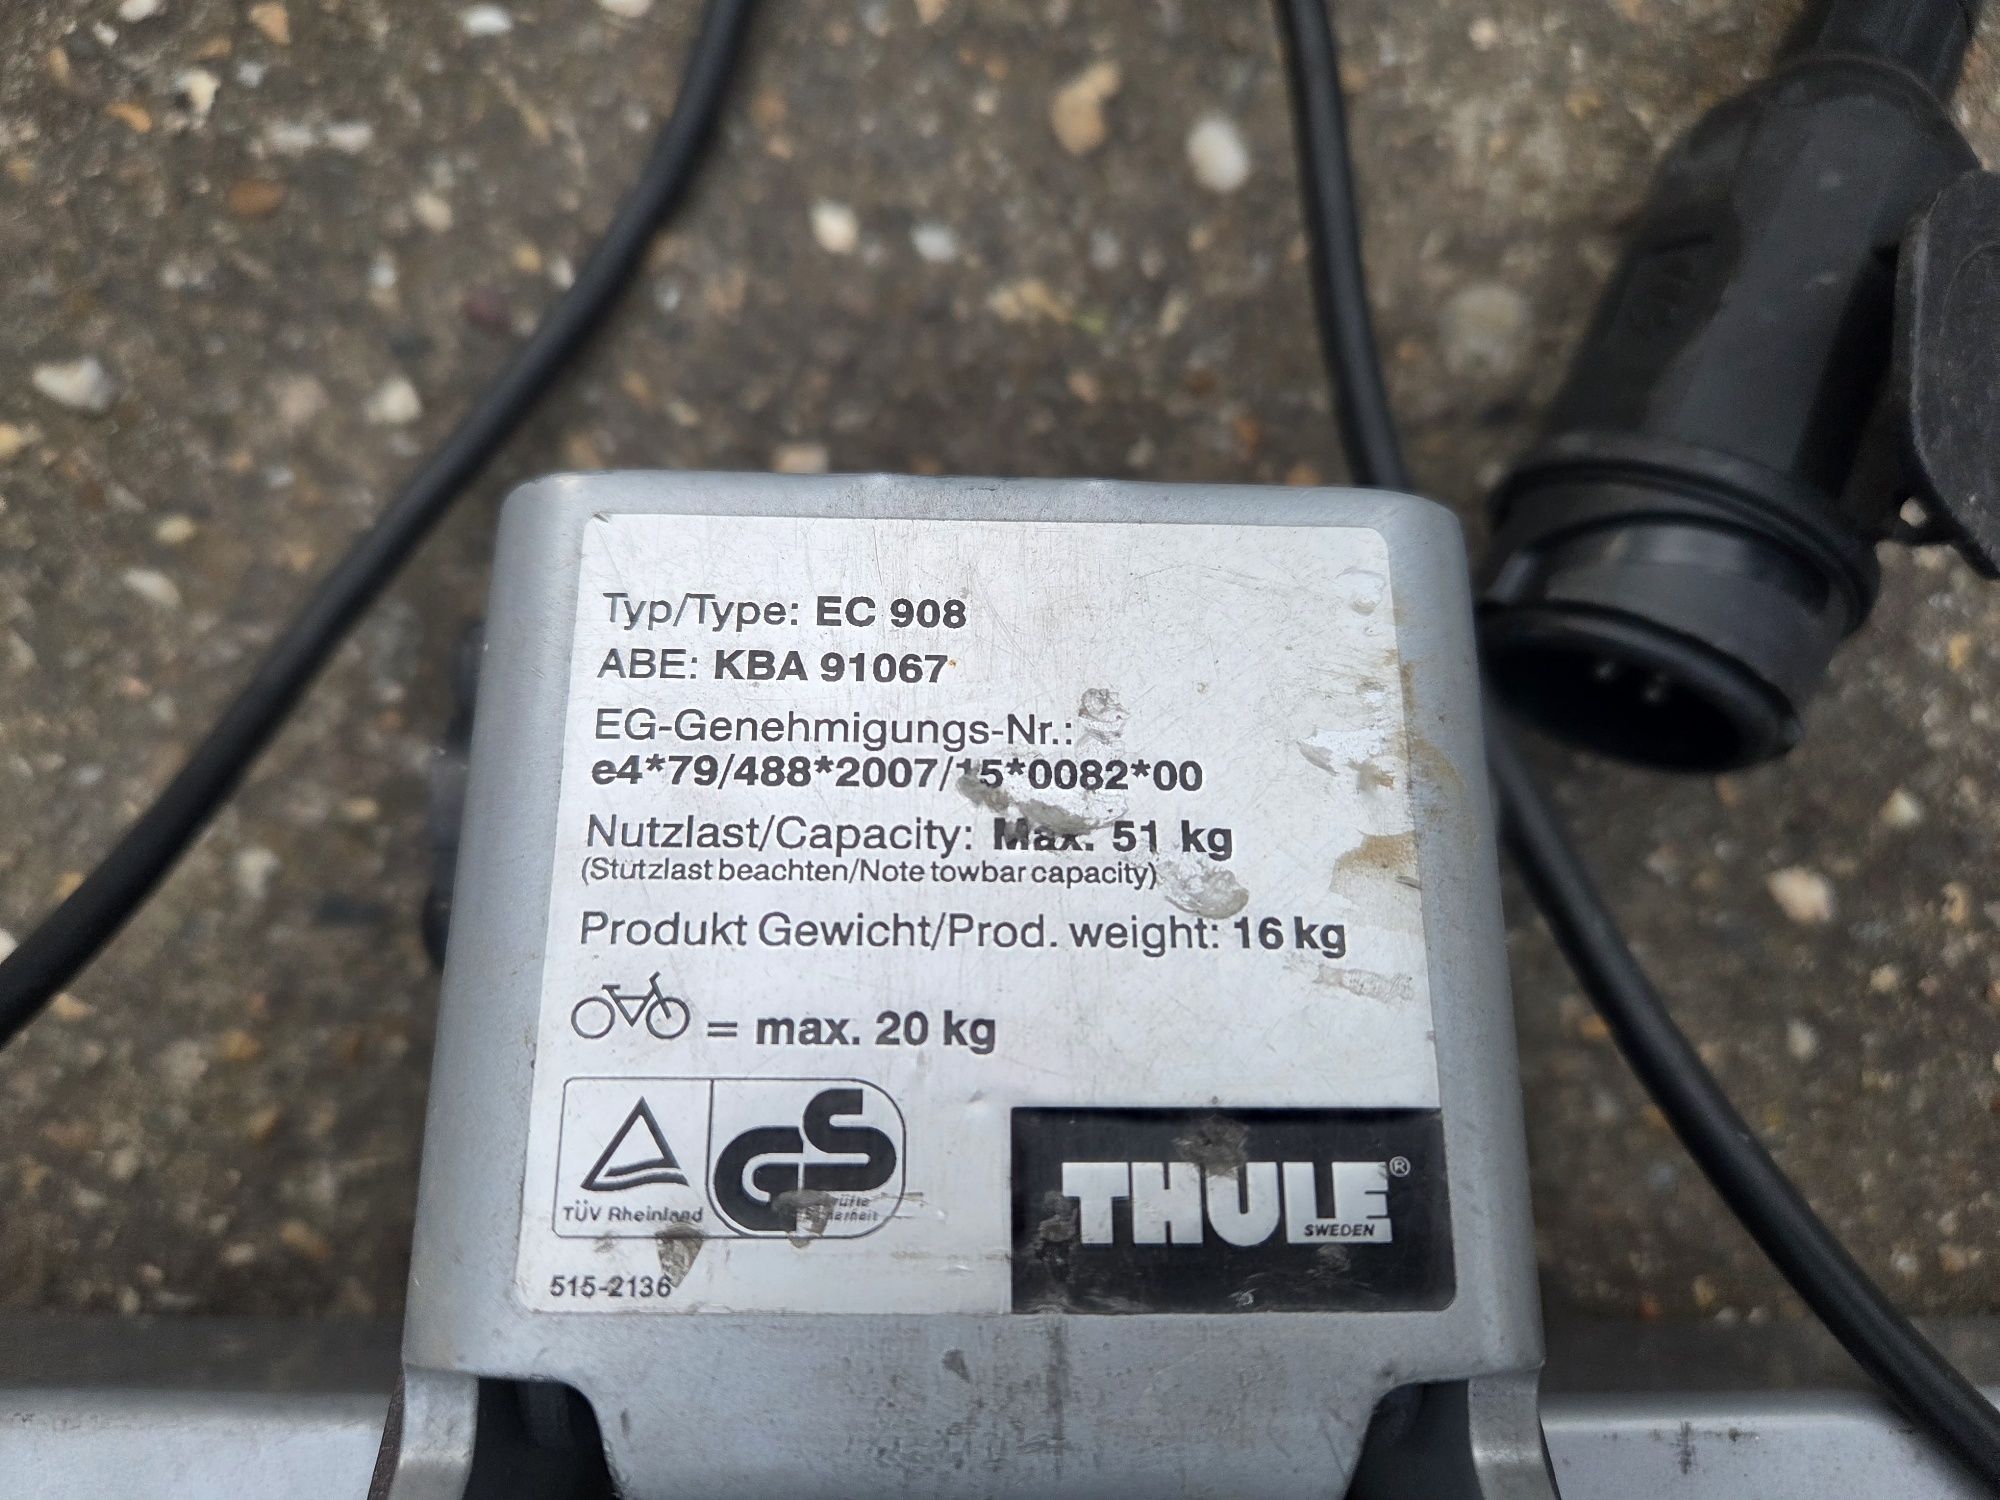 Typ/Type: EC 908
ABE: KBA 91067
EG-Genehmigungs-Nr.:
e4*79/488*2007/15*0082*00
Nutzlast/Capacity: Max. 51 kg
(Stützlast beachten/Note towbar capacity)
Produkt Gewicht/Prod. weight: 16 kg
= max. 20 kg
TÜV Rheinland
GS
THULE®
SWEDEN
515-2136